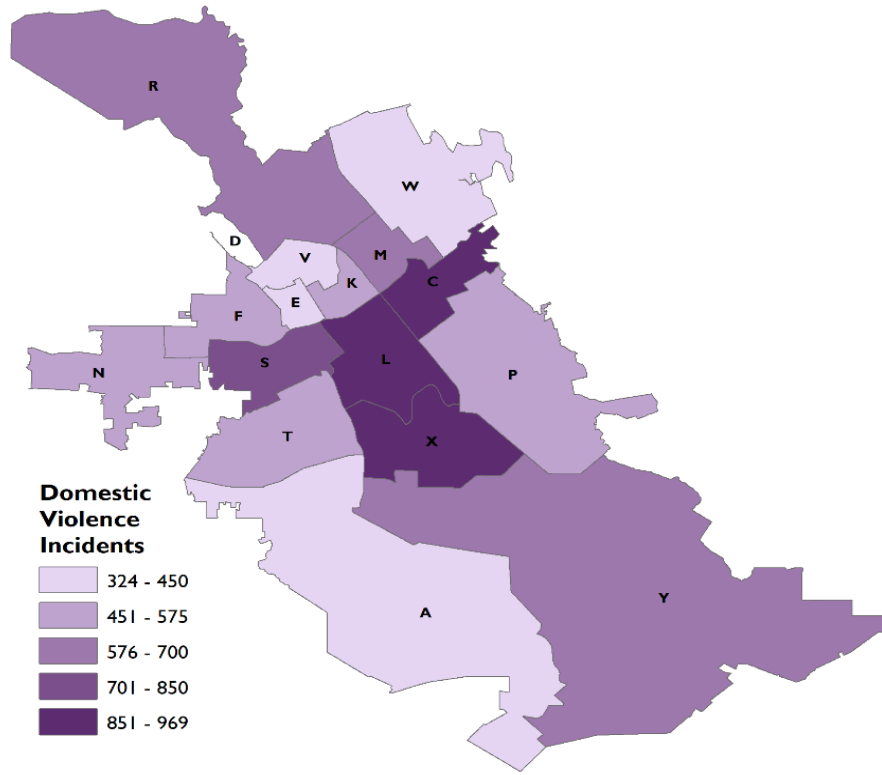 R
W
D
V
M
K
C
E
F
S
L
N
P
T
X
Domestic
Violence
Incidents
324 - 450
451 - 575
576 - 700
701 - 850
851 - 969
Y
A